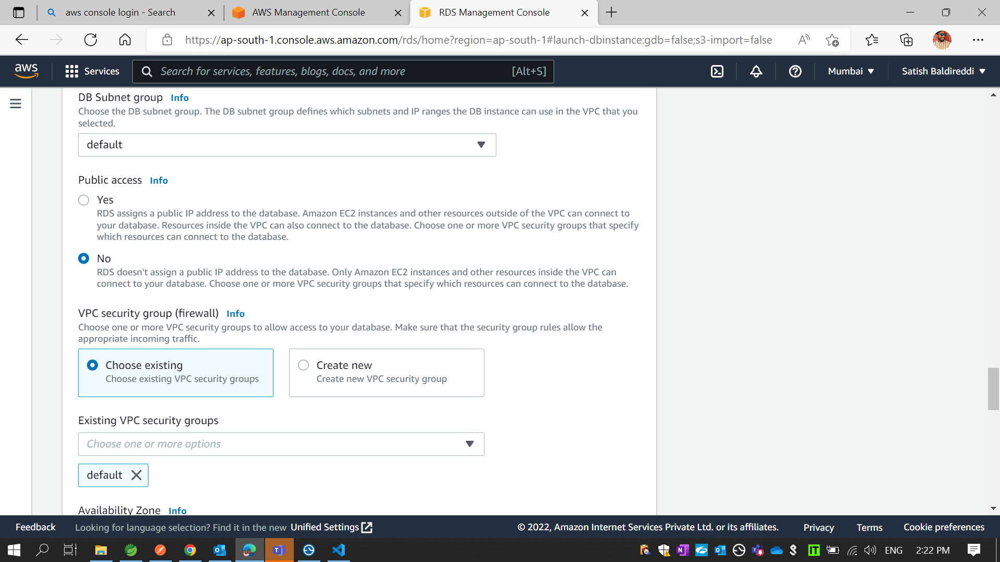 aws console login - Search
AWS Management Console
RDS Management Console
https://ap-south-1.console.aws.amazon.com/rds/home?region=ap-south-1#launch-dbinstance:gdb=false;s3-import=false
aws
Services
Search for services, features, blogs, docs, and more
[Alt+S]
Mumbai
Satish Baldireddi
DB Subnet group Info
Choose the DB subnet group. The DB subnet group defines which subnets and IP ranges the DB instance can use in the VPC that you
selected.
default
Public access Info
Yes
RDS assigns a public IP address to the database. Amazon EC2 instances and other resources outside of the VPC can connect to
your database. Resources inside the VPC can also connect to the database. Choose one or more VPC security groups that specify
which resources can connect to the database.
No
RDS doesn't assign a public IP address to the database. Only Amazon EC2 instances and other resources inside the VPC can
connect to your database. Choose one or more VPC security groups that specify which resources can connect to the database.
VPC security group (firewall) Info
Choose one or more VPC security groups to allow access to your database. Make sure that the security group rules allow the
appropriate incoming traffic.
Choose existing
Choose existing VPC security groups
Create new
Create new VPC security group
Existing VPC security groups
Choose one or more options
default
Availability Zone Info
Feedback
Looking for language selection? Find it in the new Unified Settings
© 2022, Amazon Internet Services Private Ltd. or its affiliates.
Privacy
Terms
Cookie preferences
ENG
2:22 PM